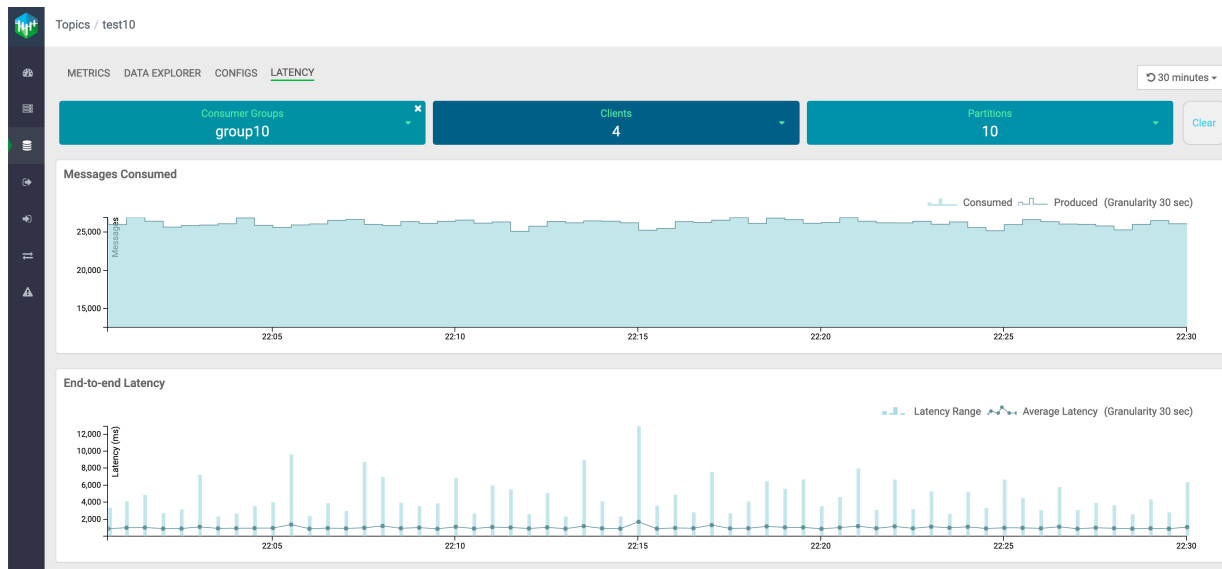 Topics / test10
METRICS DATA EXPLORER CONFIGS LATENCY
30 minutes
Consumer Groups
group10
Clients
4
Partitions
10
Clear
Messages Consumed
Consumed Produced (Granularity 30 sec)
Messages
25,000
20,000
15,000
22:05 22:10 22:15 22:20 22:25 22:30
End-to-end Latency
Latency Range Average Latency (Granularity 30 sec)
Latency (ms)
12,000
10,000
8,000
6,000
4,000
2,000
22:05 22:10 22:15 22:20 22:25 22:30